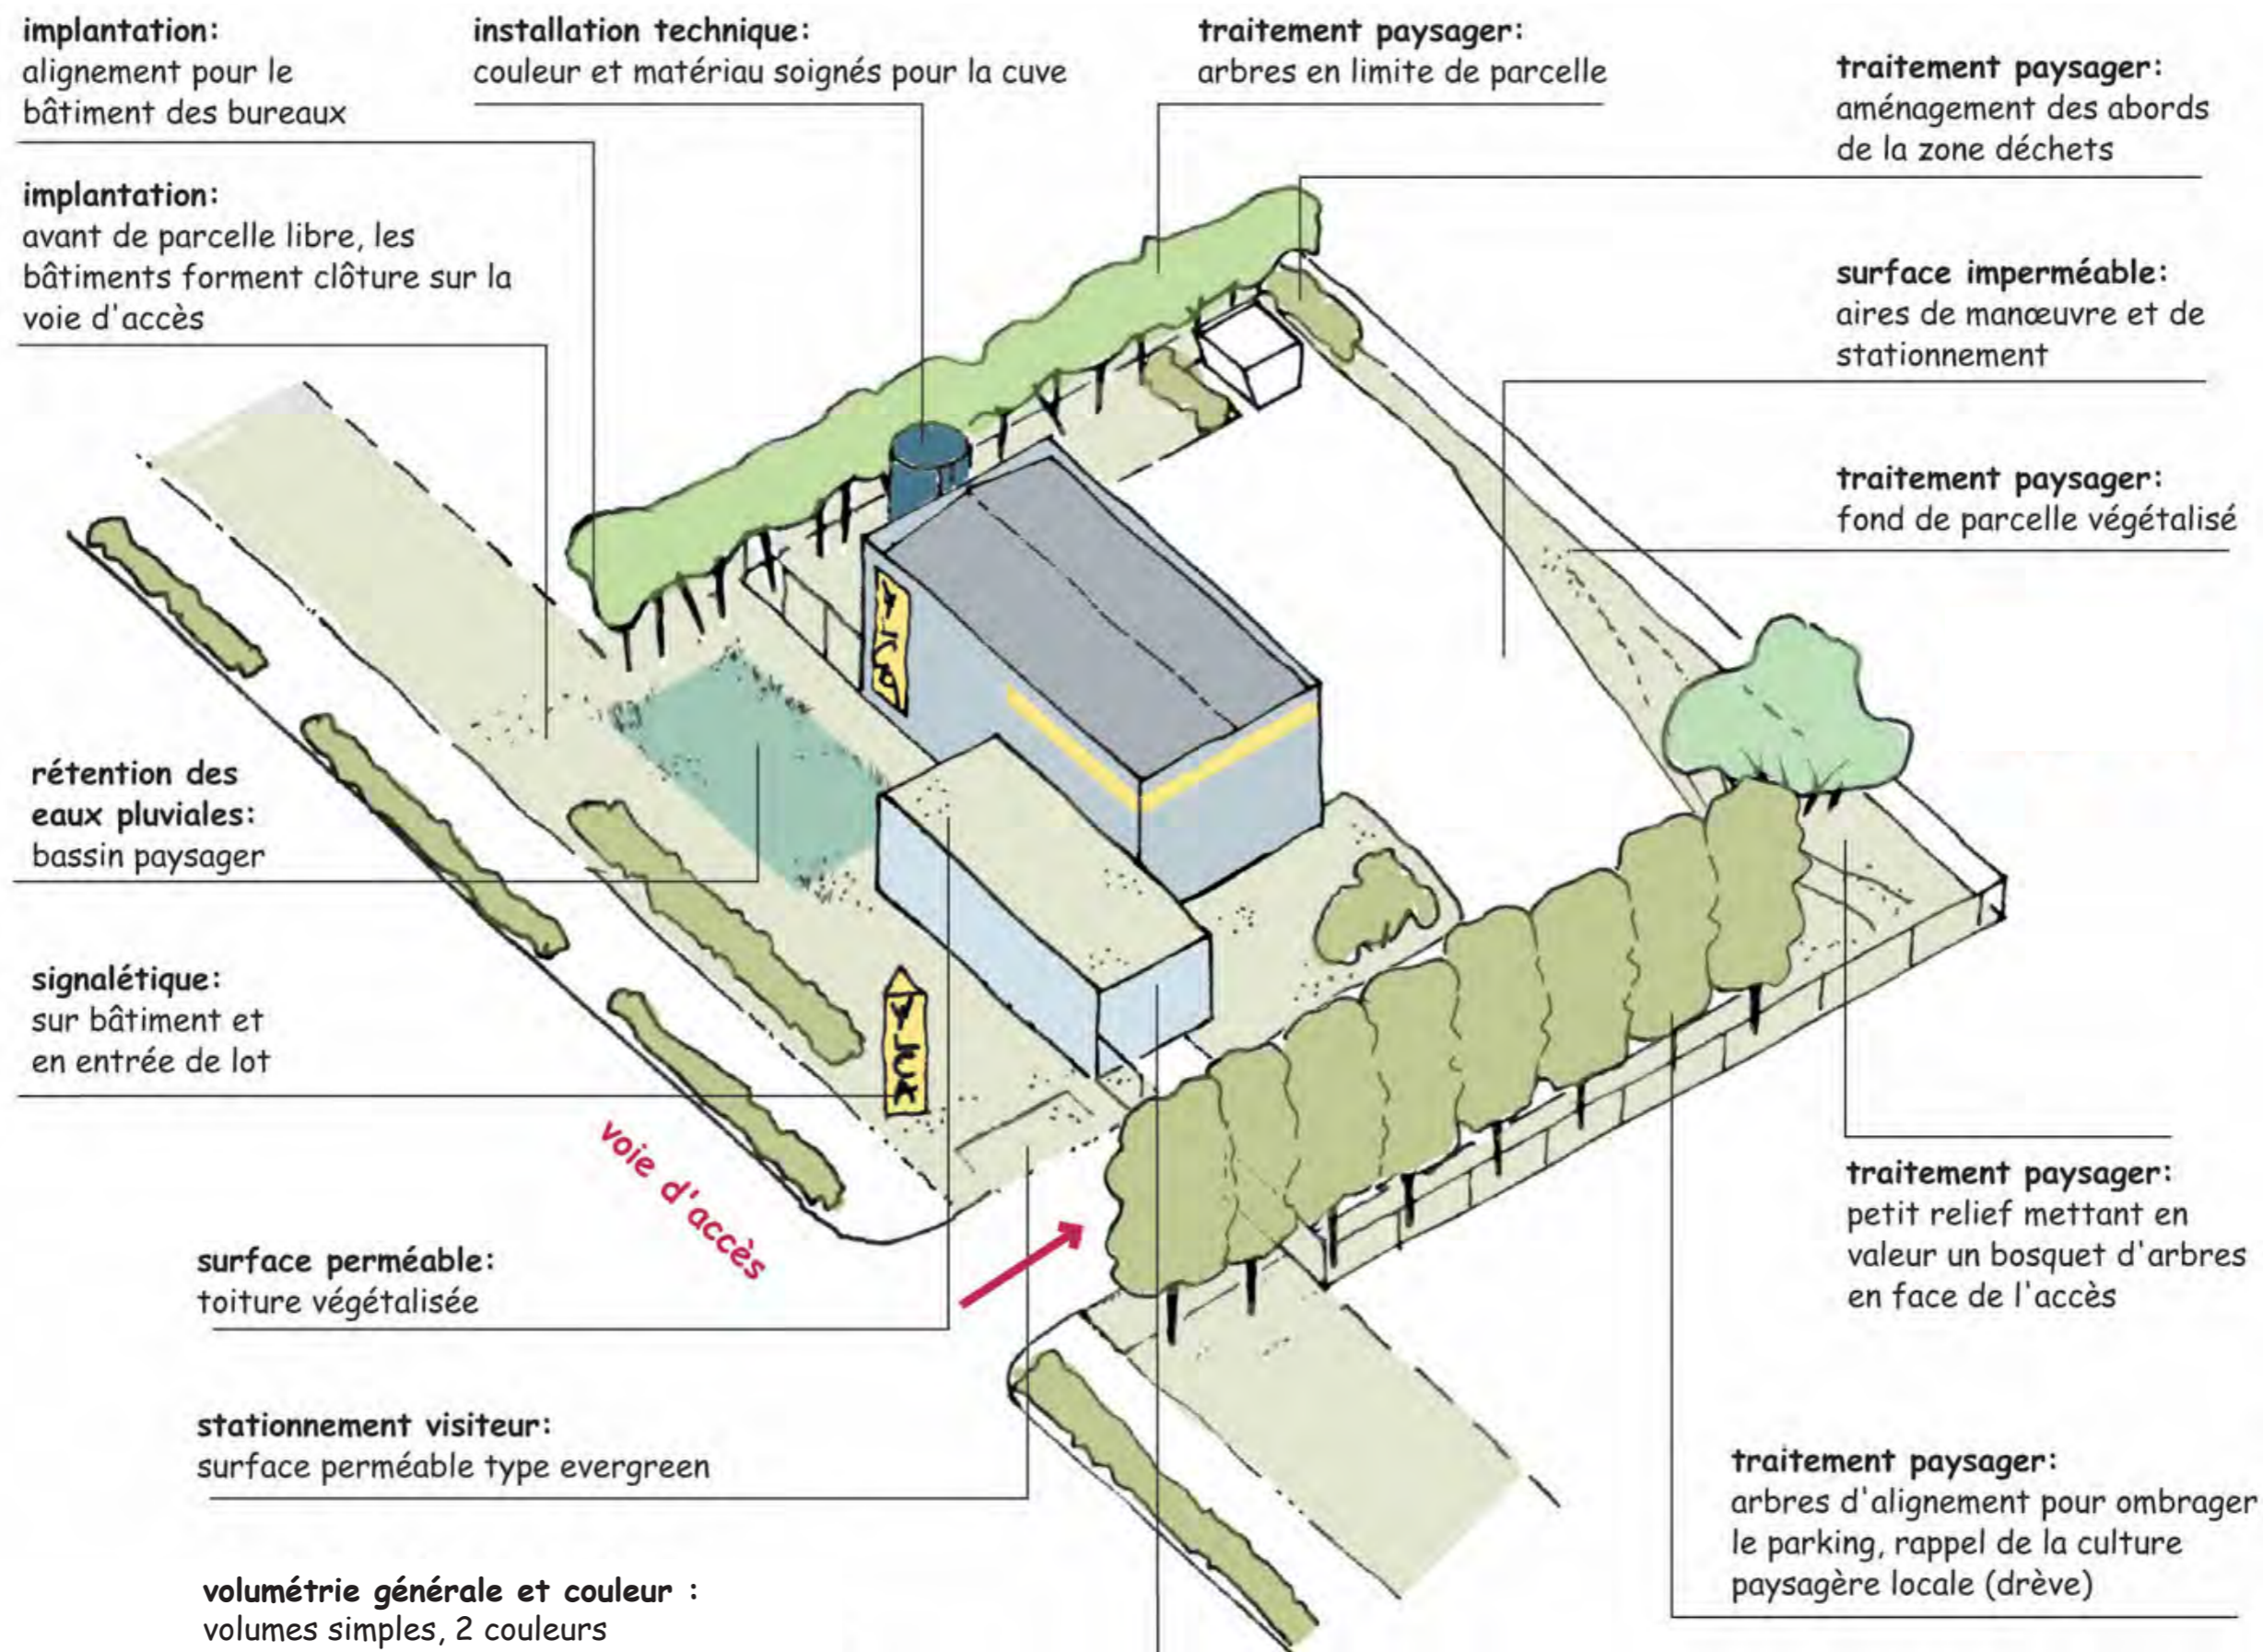 implantation:
alignement pour le
bâtiment des bureaux
installation technique:
couleur et matériau soignés pour la cuve
traitement paysager:
arbres en limite de parcelle
traitement paysager:
aménagement des abords
de la zone déchets
implantation:
avant de parcelle libre, les
bâtiments forment clôture sur la
voie d'accès
surface imperméable:
aires de manœuvre et de
stationnement
traitement paysager:
fond de parcelle végétalisé
rétention des
eaux pluviales:
bassin paysager
signalétique:
sur bâtiment et
en entrée de lot
voie d'accès
surface perméable:
toiture végétalisée
traitement paysager:
petit relief mettant en
valeur un bosquet d'arbres
en face de l'accès
stationnement visiteur:
surface perméable type evergreen
traitement paysager:
arbres d'alignement pour ombrager
le parking, rappel de la culture
paysagère locale (drève)
volumétrie générale et couleur :
volumes simples, 2 couleurs